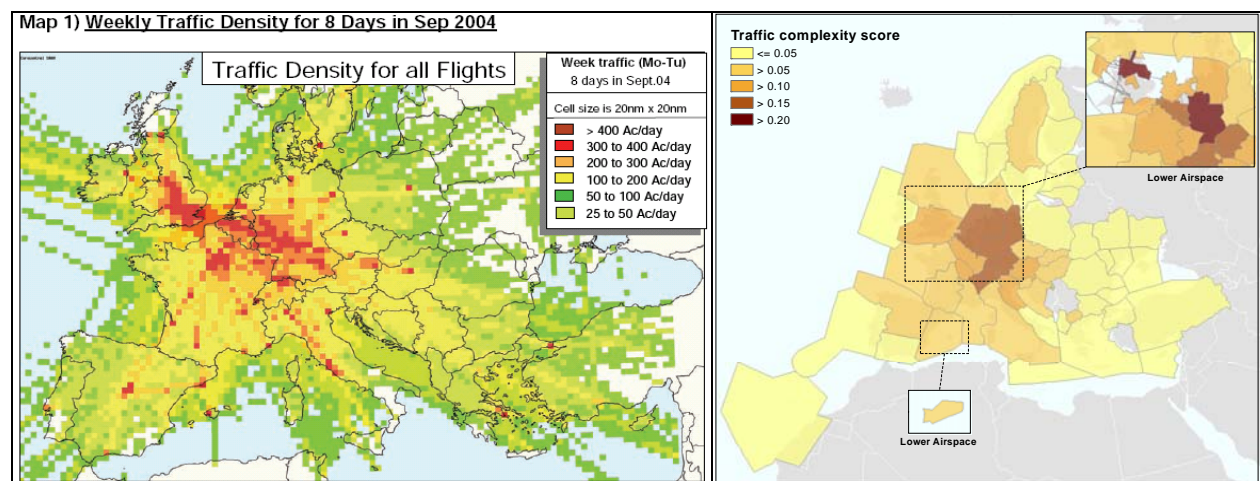 Map 1) Weekly Traffic Density for 8 Days in Sep 2004
Traffic Density for all Flights
Week traffic (Mo-Tu)
8 days in Sept.04
Cell size is 20nm x 20nm
> 400 Ac/day
300 to 400 Ac/day
200 to 300 Ac/day
100 to 200 Ac/day
50 to 100 Ac/day
25 to 50 Ac/day
Traffic complexity score
<= 0.05
> 0.05
> 0.10
> 0.15
> 0.20
Lower Airspace
Lower Airspace